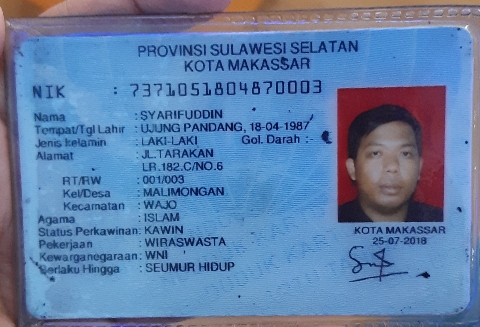 PROVINSI SULAWESI SELATAN
KOTA MAKASSAR
NIK : 7371051804870003
Nama : SYARIFUDDIN
Tempat/Tgl Lahir : UJUNG PANDANG, 18-04-1987
Jenis kelamin : LAKI-LAKI Gol. Darah : -
Alamat : JL.TARAKAN
LR.182.C/NO.6
RT/RW : 001/003
Kel/Desa : MALIMONGAN
Kecamatan : WAJO
Agama : ISLAM
Status Perkawinan: KAWIN
Pekerjaan : WIRASWASTA
Kewarganegaraan: WNI
Berlaku Hingga : SEUMUR HIDUP
KOTA MAKASSAR
25-07-2018